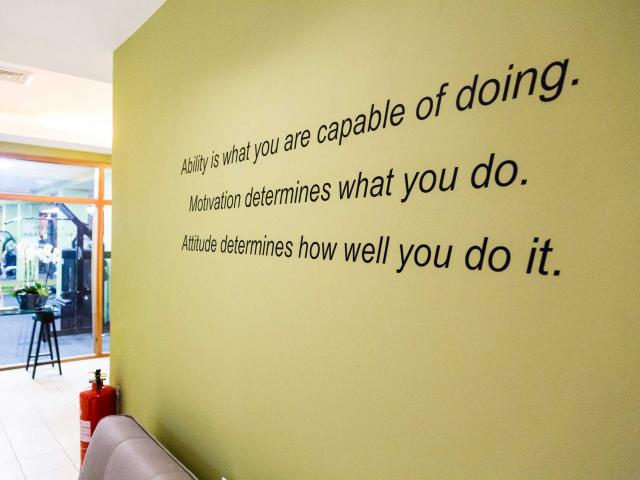 Ability is what you are capable of doing.
Motivation determines what you do.
Attitude determines how well you do it.